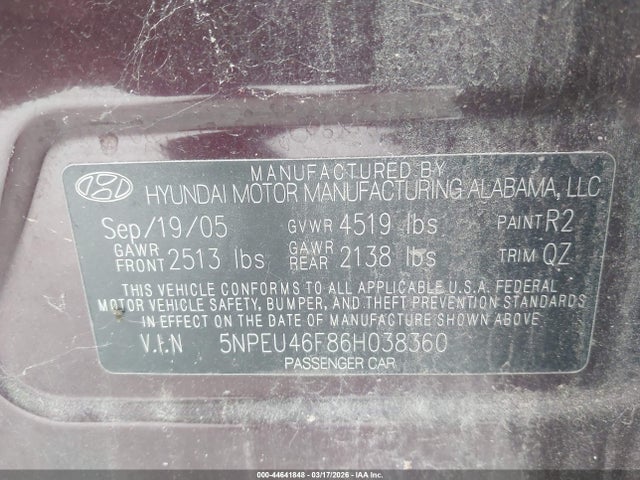 MANUFACTURED BY
HYUNDAI MOTOR MANUFACTURING ALABAMA, LLC
Sep/19/05 GVWR 4519 lbs PAINT R2
GAWR FRONT 2513 lbs GAWR REAR 2138 lbs TRIM QZ
THIS VEHICLE CONFORMS TO ALL APPLICABLE U.S.A. FEDERAL
MOTOR VEHICLE SAFETY, BUMPER, AND THEFT PREVENTION STANDARDS
IN EFFECT ON THE DATE OF MANUFACTURE SHOWN ABOVE.
V.I.N 5NPEU46F86H038360
PASSENGER CAR
000-44641848 - 03/17/2026 - IAA Inc.